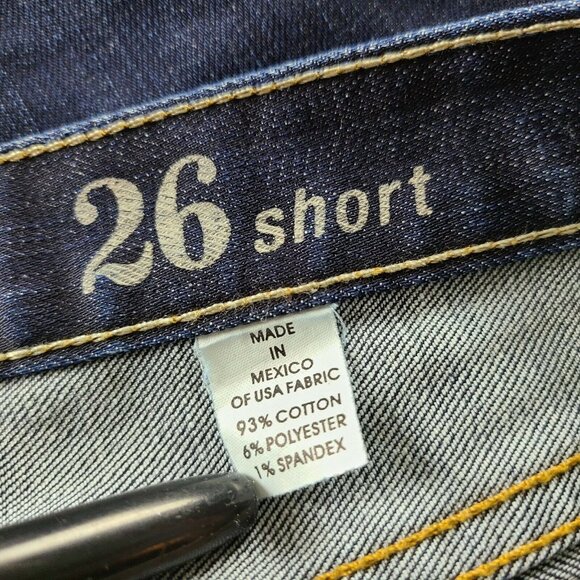 26 short
MADE
IN
MEXICO
OF USA FABRIC
93% COTTON
6% POLYESTER
1% SPANDEX